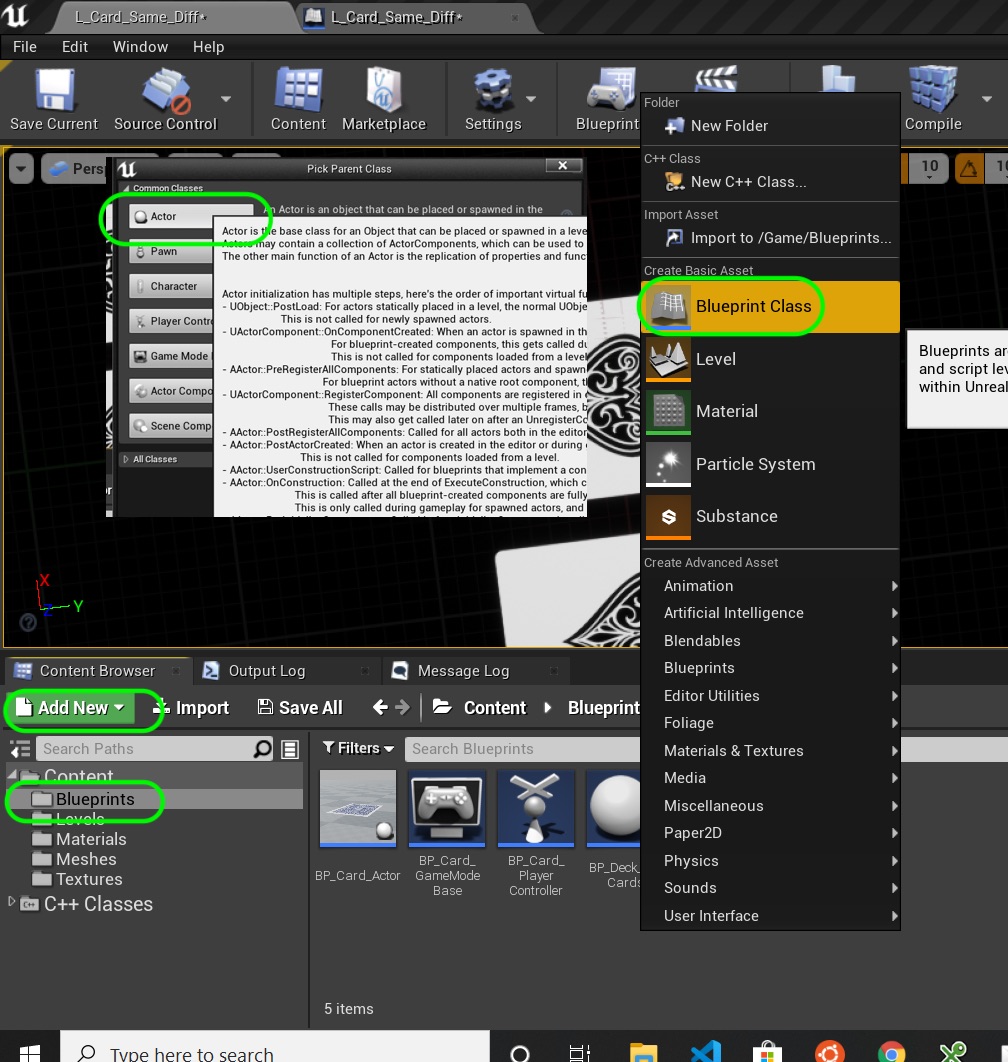 L_Card_Same_Diff*
L_Card_Same_Diff*
File Edit Window Help
Save Current
Source Control
Content
Marketplace
Settings
Blueprint
Compile
Persp
10
10
Pick Parent Class
Common Classes
Actor
An Actor is an object that can be placed or spawned in the
Pawn
Character
Player Contr
Game Mode
Actor Compo
Scene Comp
All Classes
Actor is the base class for an Object that can be placed or spawned in a leve
Actors may contain a collection of ActorComponents, which can be used to
The other main function of an Actor is the replication of properties and func
Actor initialization has multiple steps, here's the order of important virtual fu
- UObject::PostLoad: For actors statically placed in a level, the normal UObje
This is not called for newly spawned actors.
- UActorComponent::OnComponentCreated: When an actor is spawned in th
For blueprint-created components, this gets called du
This is not called for components loaded from a level
- AActor::PreRegisterAllComponents: For statically placed actors and spawn
For blueprint actors without a native root component, t
- UActorComponent::RegisterComponent: All components are registered in
These calls may be distributed over multiple frames, b
This may also get called later on after an UnregisterCo
- AActor::PostRegisterAllComponents: Called for all actors both in the editor
- AActor::PostActorCreated: When an actor is created in the editor or during
This is not called for components loaded from a level.
- AActor::UserConstructionScript: Called for blueprints that implement a con
- AActor::OnConstruction: Called at the end of ExecuteConstruction, which c
This is called after all blueprint-created components are fully
This is only called during gameplay for spawned actors, and
Folder
New Folder
C++ Class
New C++ Class...
Import Asset
Import to /Game/Blueprints...
Create Basic Asset
Blueprint Class
Level
Material
Particle System
Substance
Create Advanced Asset
Animation
Artificial Intelligence
Blendables
Blueprints
Editor Utilities
Foliage
Materials & Textures
Media
Miscellaneous
Paper2D
Physics
Sounds
User Interface
Blueprints are
and script lev
within Unreal
X
Y
Z
Content Browser
Output Log
Message Log
Add New
Import
Save All
Content
Blueprint
Search Paths
Filters
Search Blueprints
Content
Blueprints
Levels
Materials
Meshes
Textures
C++ Classes
BP_Card_Actor
BP_Card_
GameMode
Base
BP_Card_
Player
Controller
BP_Deck_
Cards
5 items
Type here to search